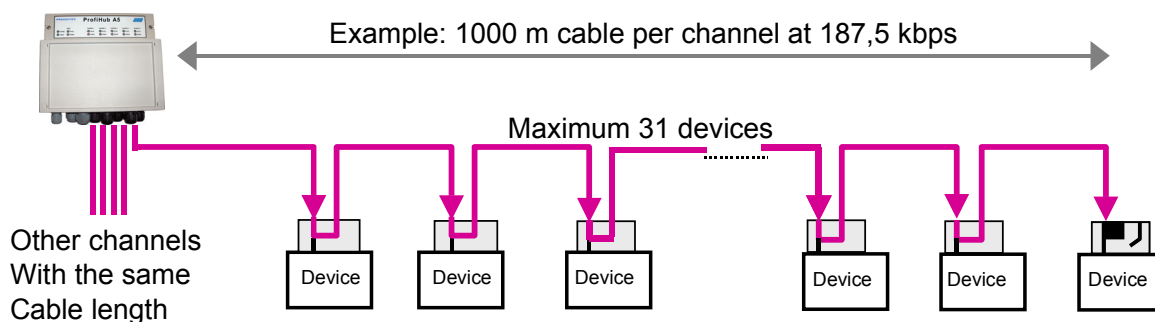 ProfiHub A5
Example: 1000 m cable per channel at 187,5 kbps
Maximum 31 devices
Other channels
With the same
Cable length
Device
Device
Device
Device
Device
Device